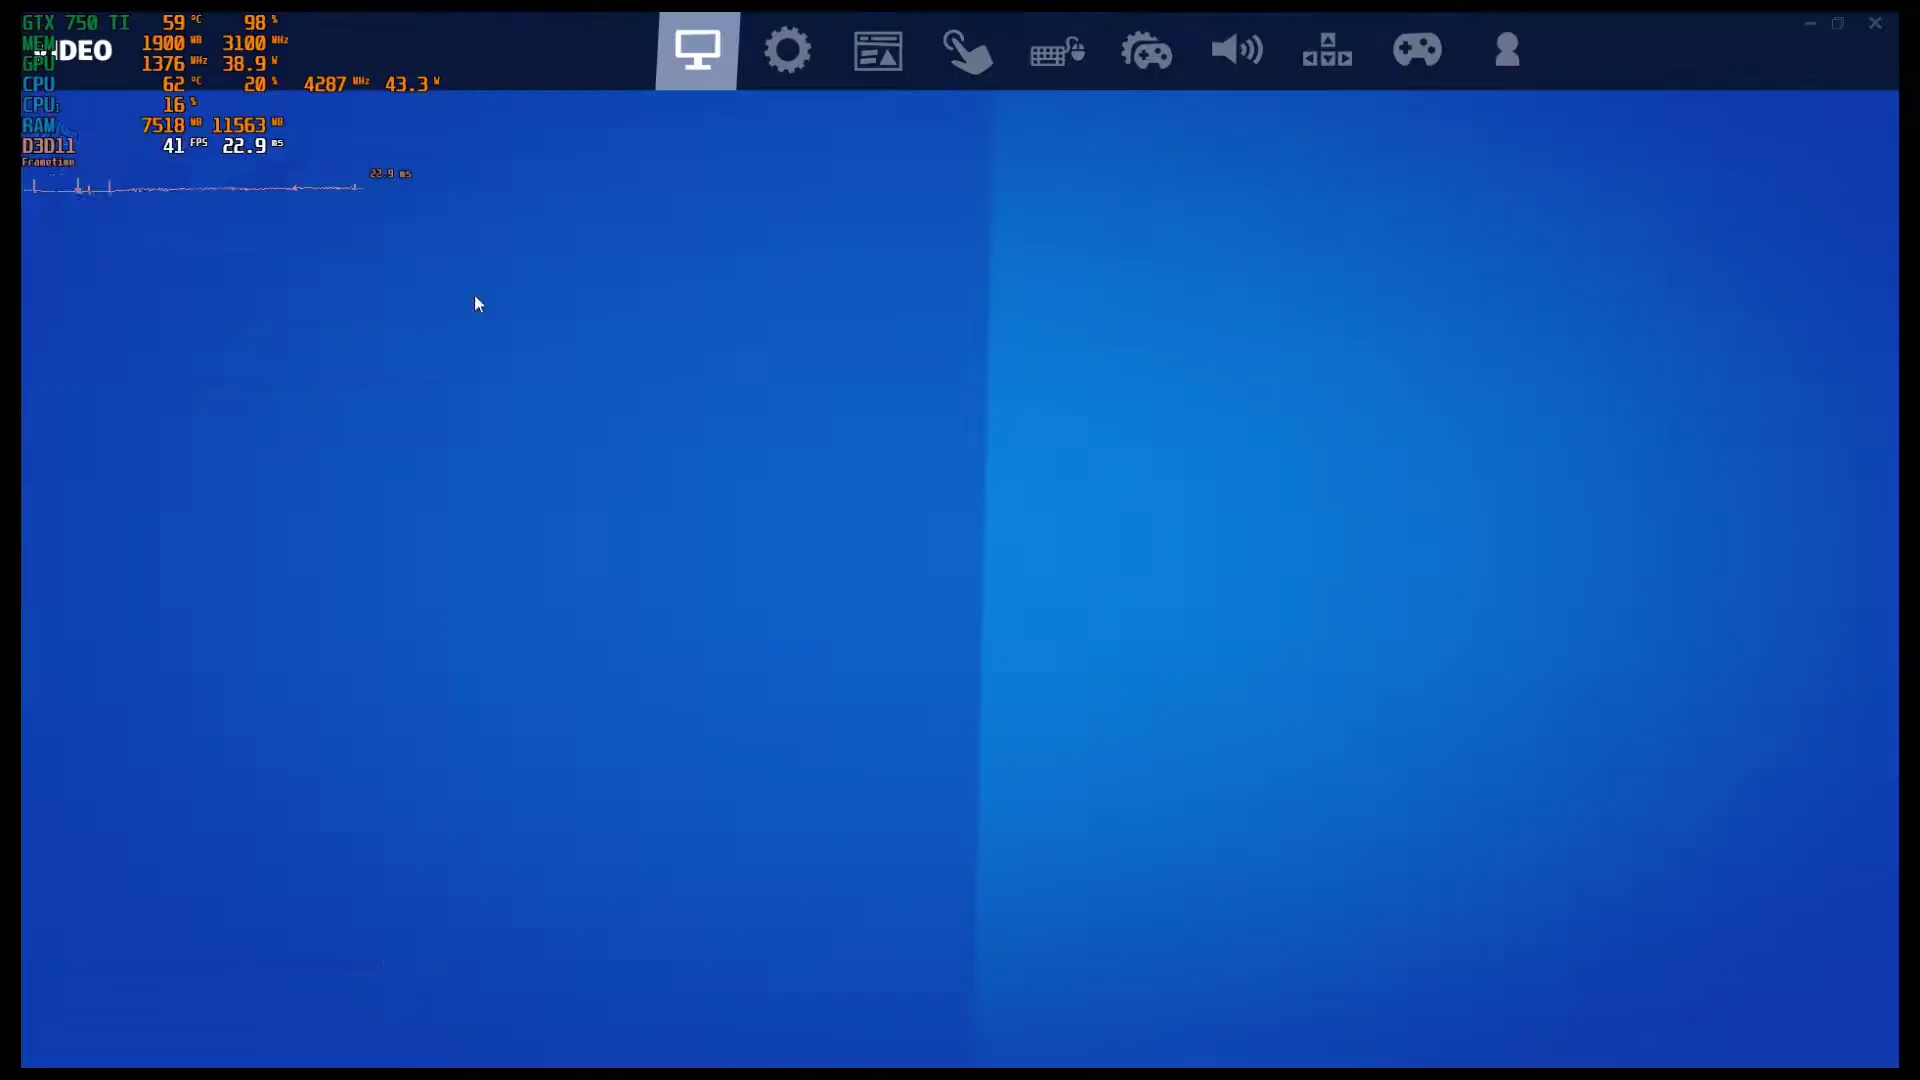 GTX 750 TI 59 °C 98 %
MEM 1900 MB 3100 MHz
VIDEO
GPU 1376 MHz 38.9 W
CPU 62 °C 20 % 4287 MHz 43.3 W
CPU1 16 %
RAM 7518 MB 11563 MB
D3D11 41 FPS 22.9 ms
Frametime
22.9 ms